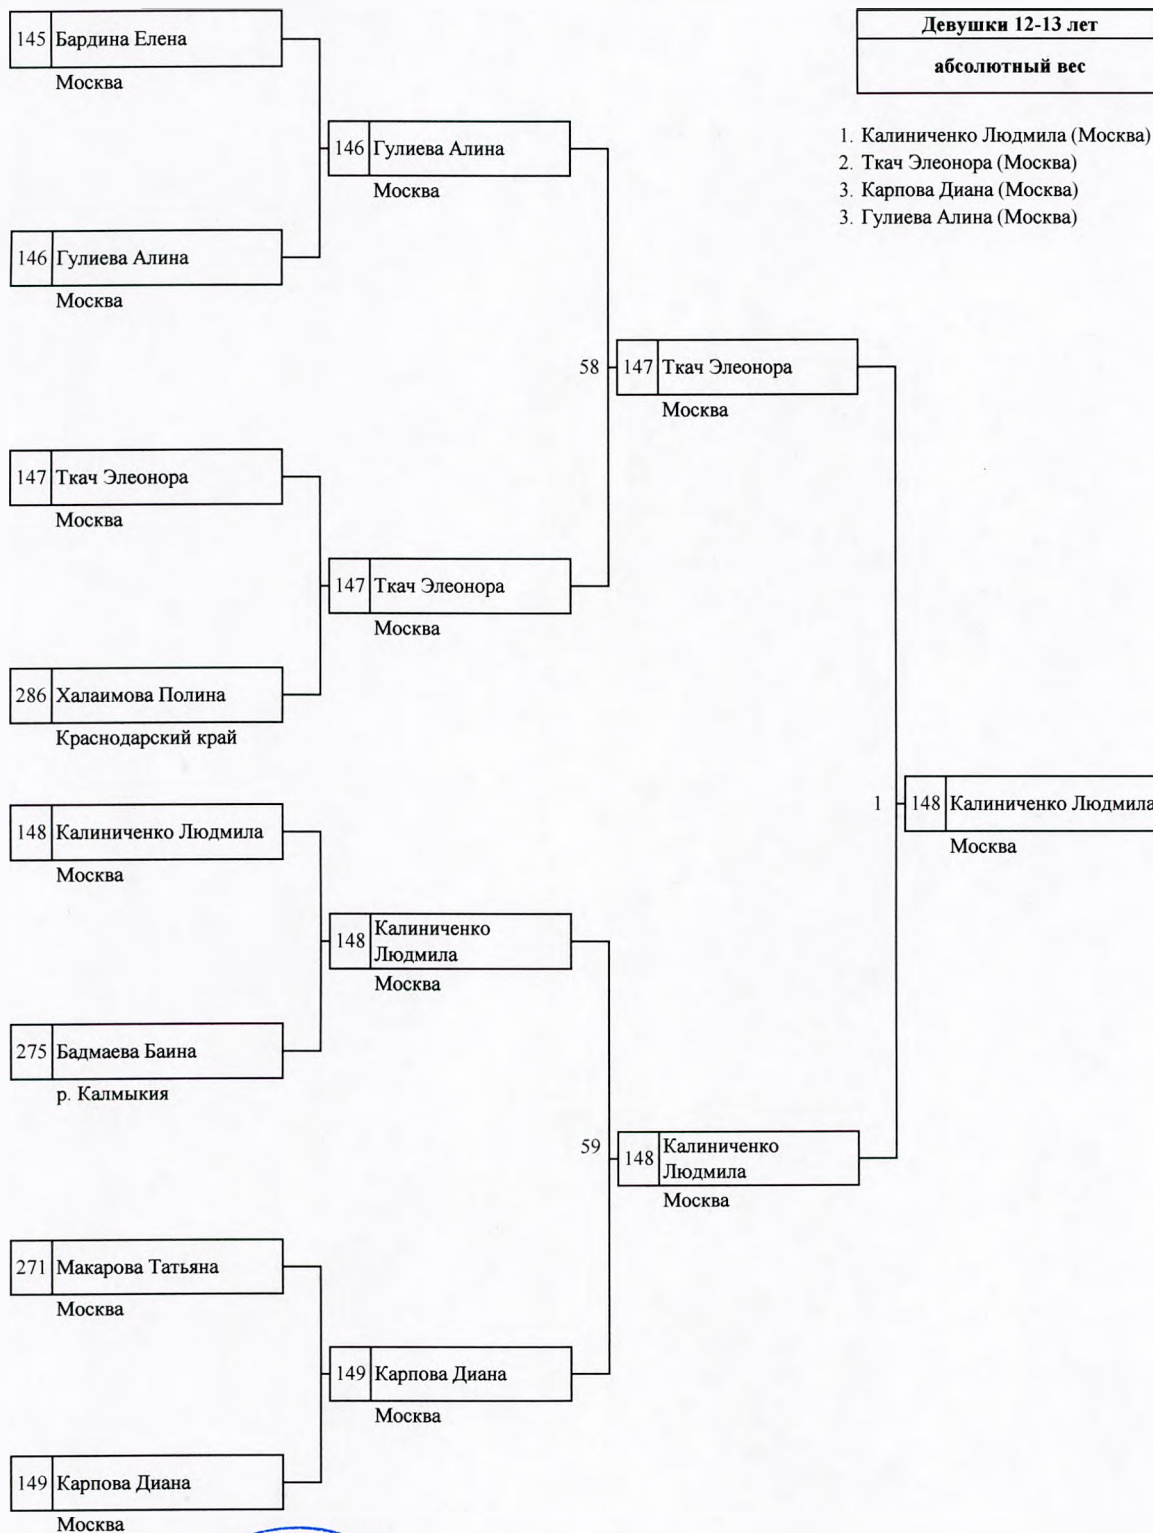 Девушки 12-13 лет
абсолютный вес
1. Калиниченко Людмила (Москва)
2. Ткач Элеонора (Москва)
3. Карпова Диана (Москва)
3. Гулиева Алина (Москва)
145 Бардина Елена
Москва
146 Гулиева Алина
Москва
146 Гулиева Алина
Москва
58 147 Ткач Элеонора
Москва
147 Ткач Элеонора
Москва
147 Ткач Элеонора
Москва
286 Халаимова Полина
Краснодарский край
1 148 Калиниченко Людмила
Москва
148 Калиниченко Людмила
Москва
148 Калиниченко
Людмила
Москва
275 Бадмаева Баина
р. Калмыкия
59 148 Калиниченко
Людмила
Москва
271 Макарова Татьяна
Москва
149 Карпова Диана
Москва
149 Карпова Диана
Москва